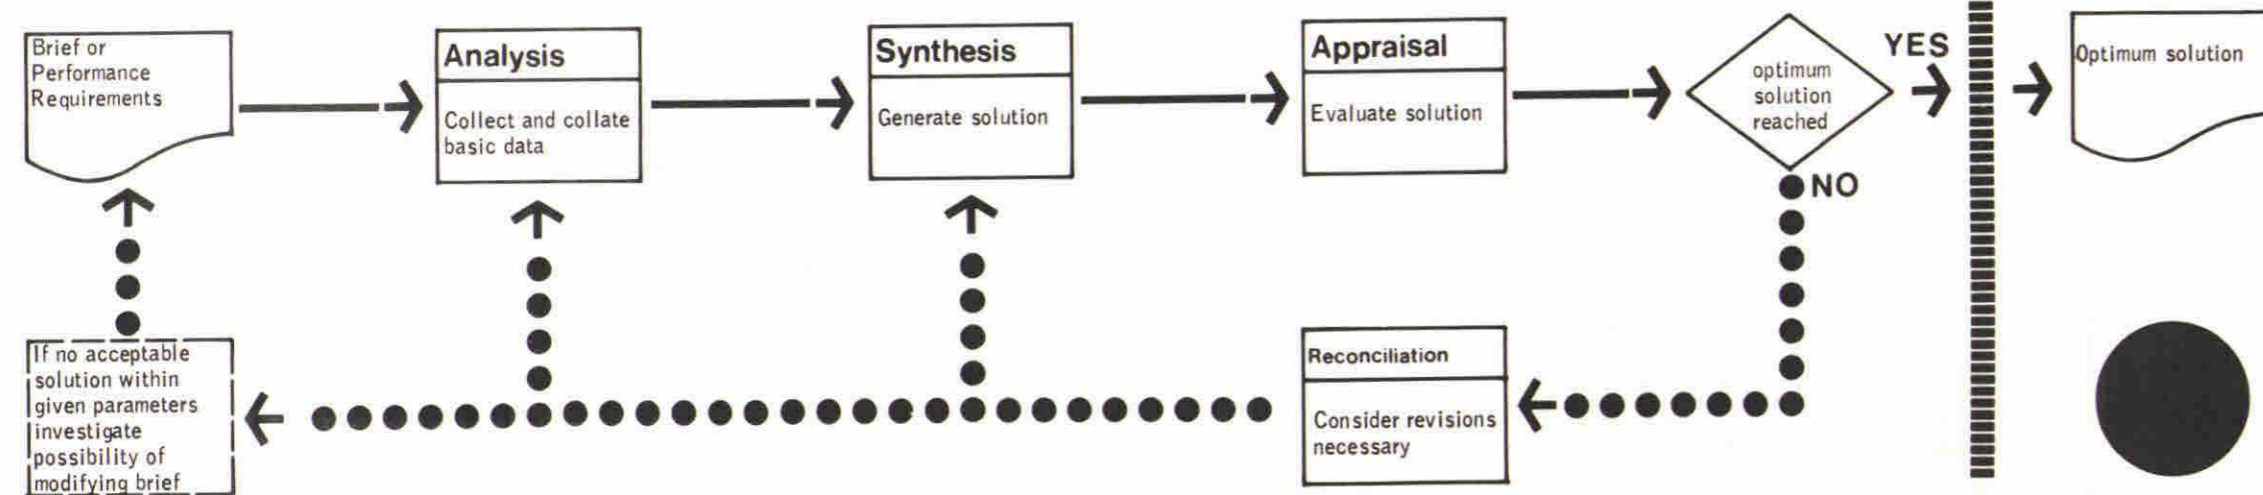 Brief or
Performance
Requirements
Analysis
Collect and collate
basic data
Synthesis
Generate solution
Appraisal
Evaluate solution
optimum
solution
reached
YES
Optimum solution
NO
Reconciliation
Consider revisions
necessary
If no acceptable
solution within
given parameters
investigate
possibility of
modifying brief